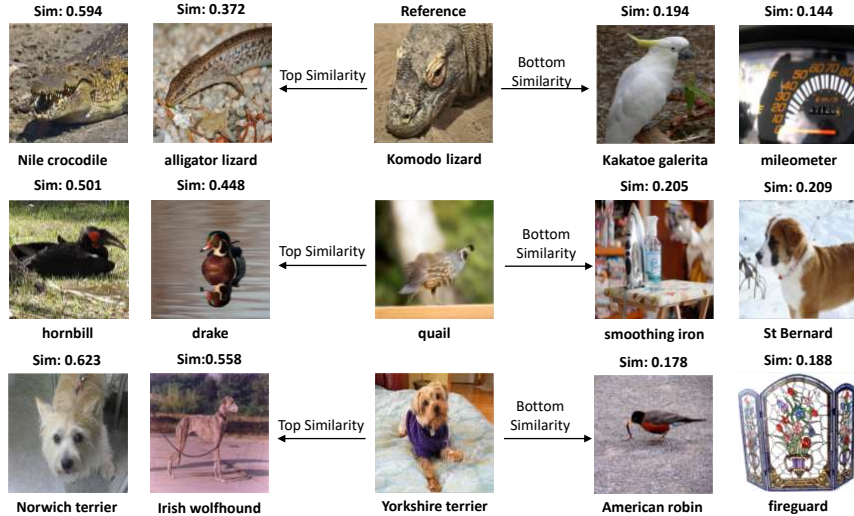 Sim: 0.594
Sim: 0.372
Reference
Sim: 0.194
Sim: 0.144
Top Similarity
Bottom
Similarity
Nile crocodile
alligator lizard
Komodo lizard
Kakatoe galerita
mileometer
Sim: 0.501
Sim: 0.448
Sim: 0.205
Sim: 0.209
Top Similarity
Bottom
Similarity
hornbill
drake
quail
smoothing iron
St Bernard
Sim: 0.623
Sim:0.558
Sim: 0.178
Sim: 0.188
Top Similarity
Bottom
Similarity
Norwich terrier
Irish wolfhound
Yorkshire terrier
American robin
fireguard